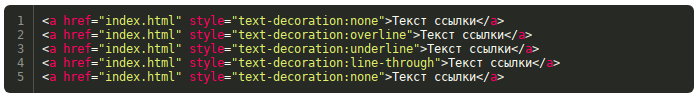 1 <a href="index.html" style="text-decoration:none">Текст ссылки</a>
2 <a href="index.html" style="text-decoration:overline">Текст ссылки</a>
3 <a href="index.html" style="text-decoration:underline">Текст ссылки</a>
4 <a href="index.html" style="text-decoration:line-through">Текст ссылки</a>
5 <a href="index.html" style="text-decoration:none">Текст ссылки</a>